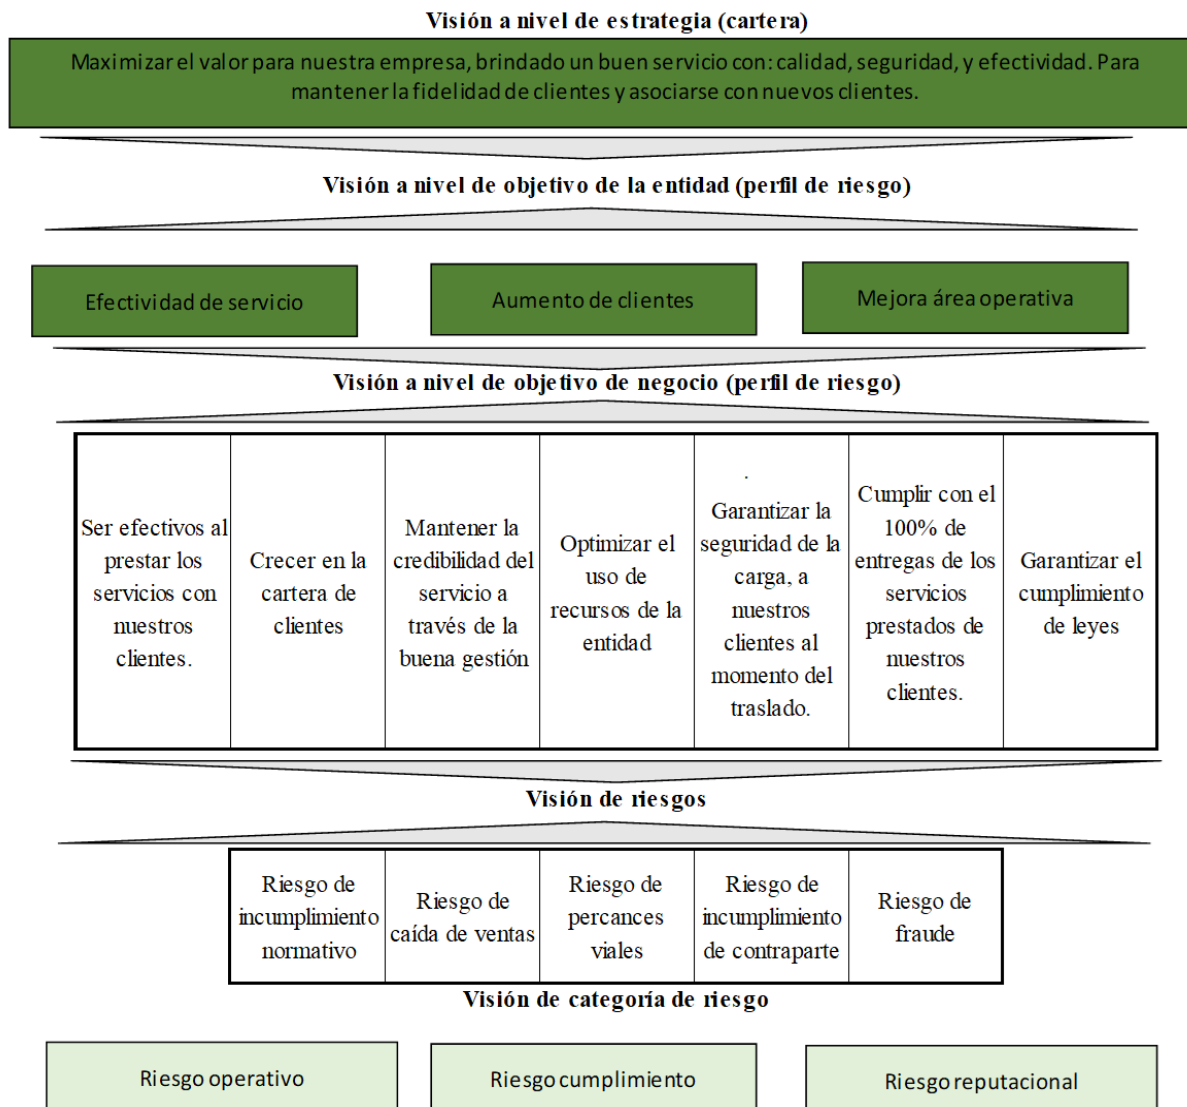 Visión a nivel de estrategia (cartera)
Maximizar el valor para nuestra empresa, brindado un buen servicio con: calidad, seguridad, y efectividad. Para
mantener la fidelidad de clientes y asociarse con nuevos clientes.
Visión a nivel de objetivo de la entidad (perfil de riesgo)
Efectividad de servicio
Aumento de clientes
Mejora área operativa
Visión a nivel de objetivo de negocio (perfil de riesgo)
Ser efectivos al
prestar los
servicios con
nuestros
clientes.
Crecer en la
cartera de
clientes
Mantener la
credibilidad del
servicio a
través de la
buena gestión
Optimizar el
uso de
recursos de la
entidad
.
Garantizar la
seguridad de la
carga, a
nuestros
clientes al
momento del
traslado.
Cumplir con el
100% de
entregas de los
servicios
prestados de
nuestros
clientes.
Garantizar el
cumplimiento
de leyes
Visión de riesgos
Riesgo de
incumplimiento
normativo
Riesgo de
caída de ventas
Riesgo de
percances
viales
Riesgo de
incumplimiento
de contraparte
Riesgo de
fraude
Visión de categoría de riesgo
Riesgo operativo
Riesgo cumplimiento
Riesgo reputacional